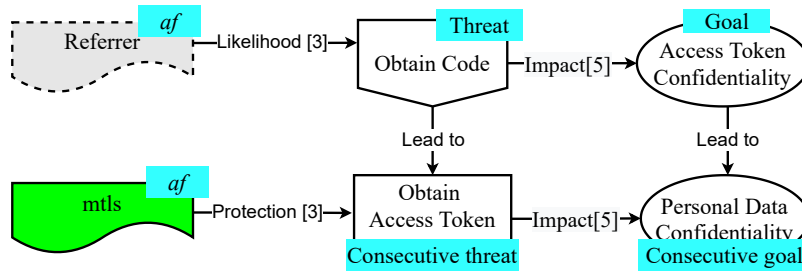 af
Threat
Goal
Referrer
Likelihood [3]
Obtain Code
Impact[5]
Access Token
Confidentiality
Lead to
Lead to
af
mtls
Protection [3]
Obtain
Access Token
Consecutive threat
Impact[5]
Personal Data
Confidentiality
Consecutive goal